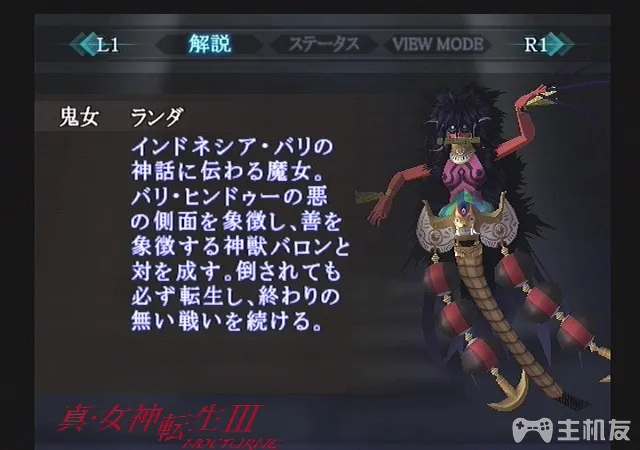 L1 解説 ステータス VIEW MODE R1
鬼女 ランダ
インドネシア・バリの
神話に伝わる魔女。
バリ・ヒンドゥーの悪
の側面を象徴し、善を
象徴する神獣バロンと
対を成す。倒されても
必ず転生し、終わりの
無い戦いを続ける。
真・女神転生III
NOCTURNE
主机友